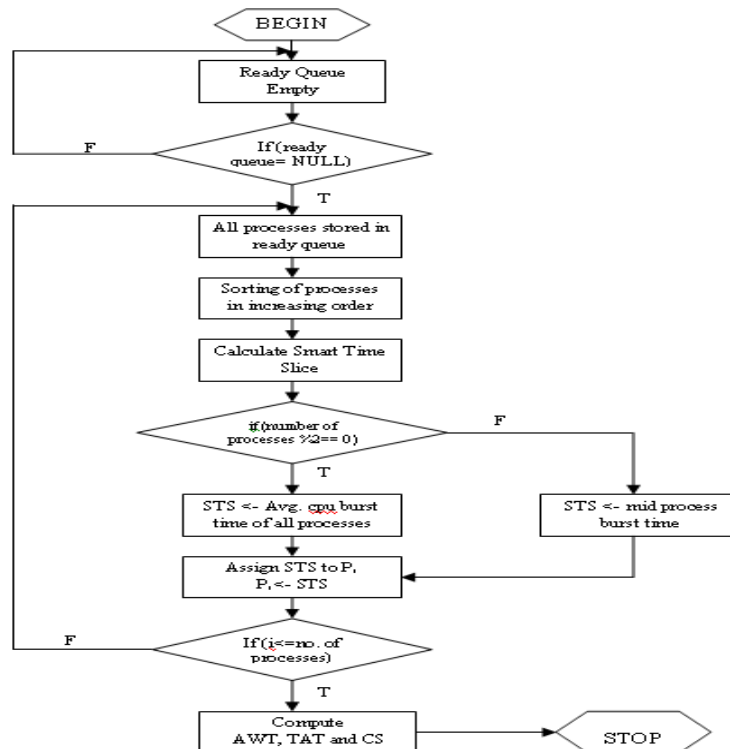 BEGIN
Ready Queue
Empty
If (ready
queue= NULL)
F
T
All processes stored in
ready queue
Sorting of processes
in increasing order
Calculate Smart Time
Slice
if(number of
processes %2== 0)
F
T
STS <- Avg. cpu burst
time of all processes
STS <- mid process
burst time
Assign STS to Pi
Pi <- STS
If (i<=no. of
processes)
F
T
Compute
AWT, TAT and CS
STOP